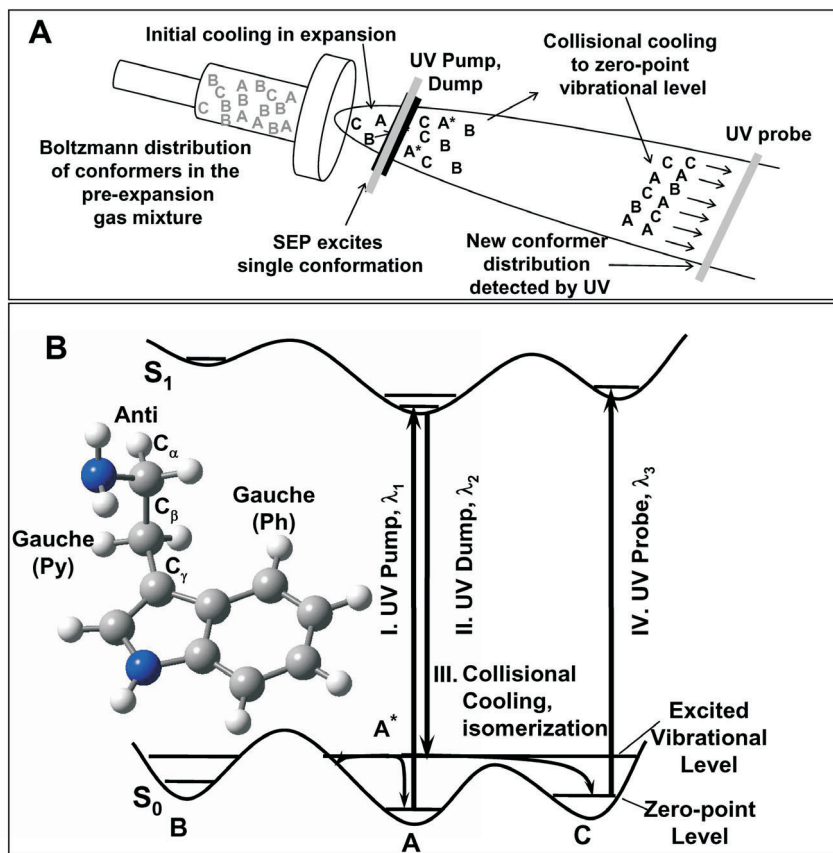 A
Initial cooling in expansion
UV Pump,
Dump
Collisional cooling
to zero-point
vibrational level
UV probe
B A B
C B C A
C B B B
B A A B A
C A
B
C A*
C B
A* B
C B
C C
A A
C B
B A A
C
A A
Boltzmann distribution
of conformers in the
pre-expansion
gas mixture
SEP excites
single conformation
New conformer
distribution
detected by UV
B
S1
Anti
Cα
Cβ
Gauche
(Py)
Cγ
Gauche
(Ph)
I. UV Pump, λ1
II. UV Dump, λ2
IV. UV Probe, λ3
III. Collisional
Cooling,
isomerization
A*
Excited
Vibrational
Level
S0
B
A
C
Zero-point
Level